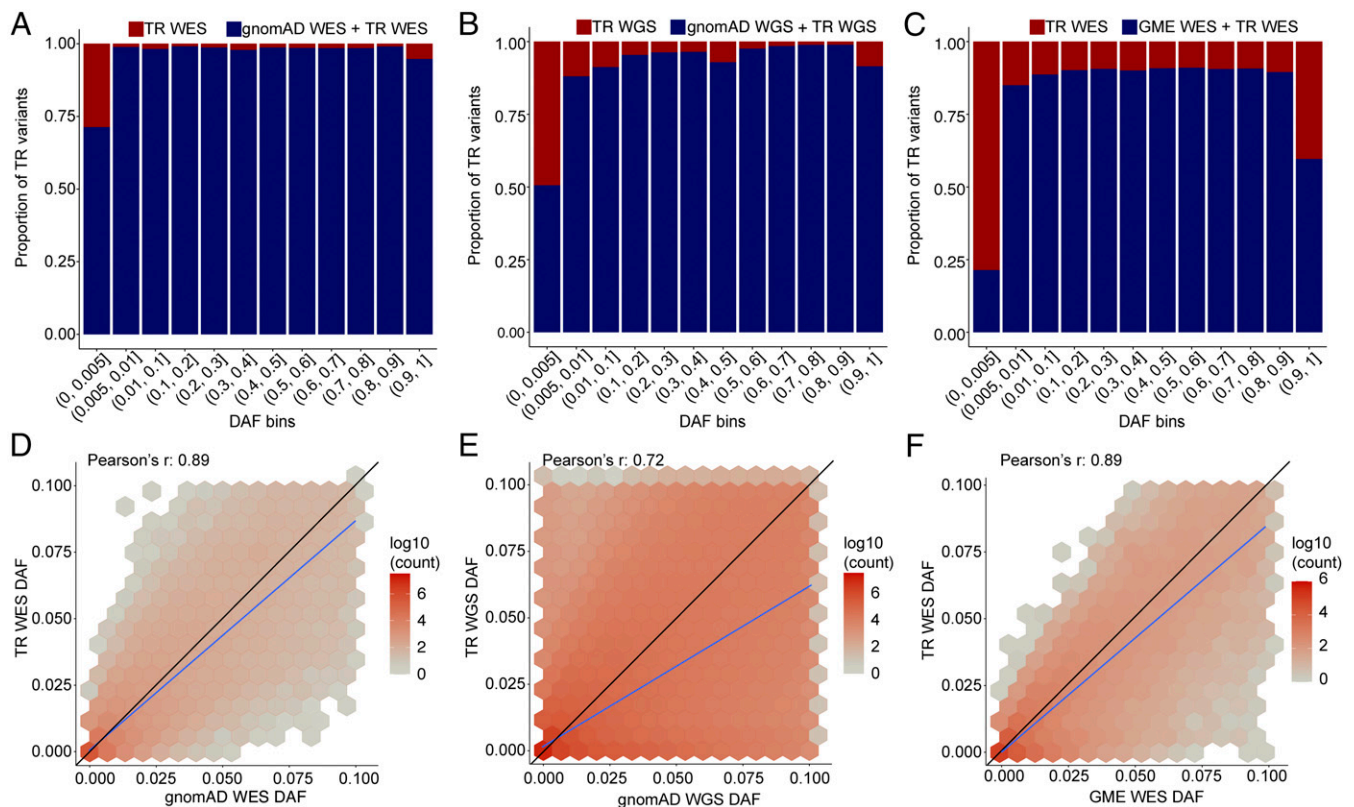 A
TR WES
gnomAD WES + TR WES
Proportion of TR variants
1.00
0.75
0.50
0.25
0.00
(0, 0.005]
(0.005, 0.01]
(0.01, 0.1]
(0.1, 0.2]
(0.2, 0.3]
(0.3, 0.4]
(0.4, 0.5]
(0.5, 0.6]
(0.6, 0.7]
(0.7, 0.8]
(0.8, 0.9]
(0.9, 1]
DAF bins
B
TR WGS
gnomAD WGS + TR WGS
Proportion of TR variants
1.00
0.75
0.50
0.25
0.00
(0, 0.005]
(0.005, 0.01]
(0.01, 0.1]
(0.1, 0.2]
(0.2, 0.3]
(0.3, 0.4]
(0.4, 0.5]
(0.5, 0.6]
(0.6, 0.7]
(0.7, 0.8]
(0.8, 0.9]
(0.9, 1]
DAF bins
C
TR WES
GME WES + TR WES
Proportion of TR variants
1.00
0.75
0.50
0.25
0.00
(0, 0.005]
(0.005, 0.01]
(0.01, 0.1]
(0.1, 0.2]
(0.2, 0.3]
(0.3, 0.4]
(0.4, 0.5]
(0.5, 0.6]
(0.6, 0.7]
(0.7, 0.8]
(0.8, 0.9]
(0.9, 1]
DAF bins
D
Pearson's r: 0.89
TR WES DAF
0.100
0.075
0.050
0.025
0.000
0.000 0.025 0.050 0.075 0.100
gnomAD WES DAF
log10
(count)
6
4
2
0
E
Pearson's r: 0.72
TR WGS DAF
0.100
0.075
0.050
0.025
0.000
0.000 0.025 0.050 0.075 0.100
gnomAD WGS DAF
log10
(count)
6
4
2
0
F
Pearson's r: 0.89
TR WES DAF
0.100
0.075
0.050
0.025
0.000
0.000 0.025 0.050 0.075 0.100
GME WES DAF
log10
(count)
6
4
2
0